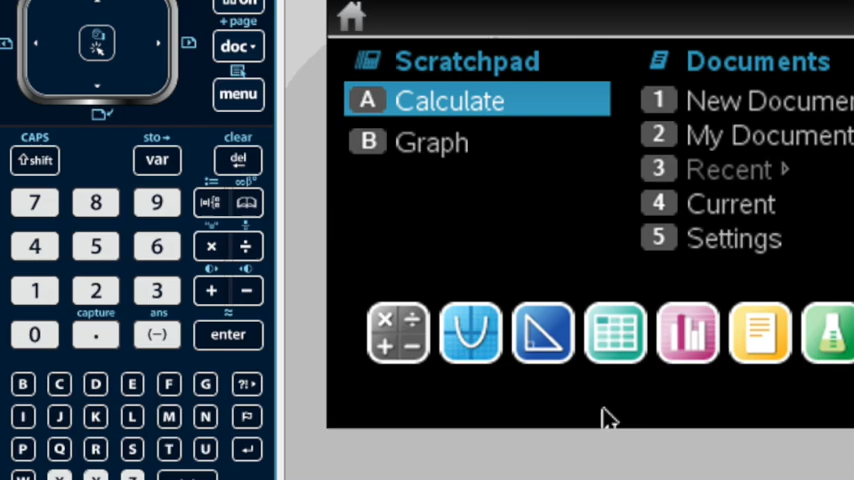 + page
doc
menu
CAPS
sto→
clear
⇧shift
var
del
7 8 9
4 5 6 × ÷
1 2 3 + −
capture
ans
≈
0 . (−) enter
B C D E F G ?!▸
I J K L M N
P Q R S T U
Scratchpad
A Calculate
B Graph
Documents
1 New Documen
2 My Document
3 Recent ▸
4 Current
5 Settings